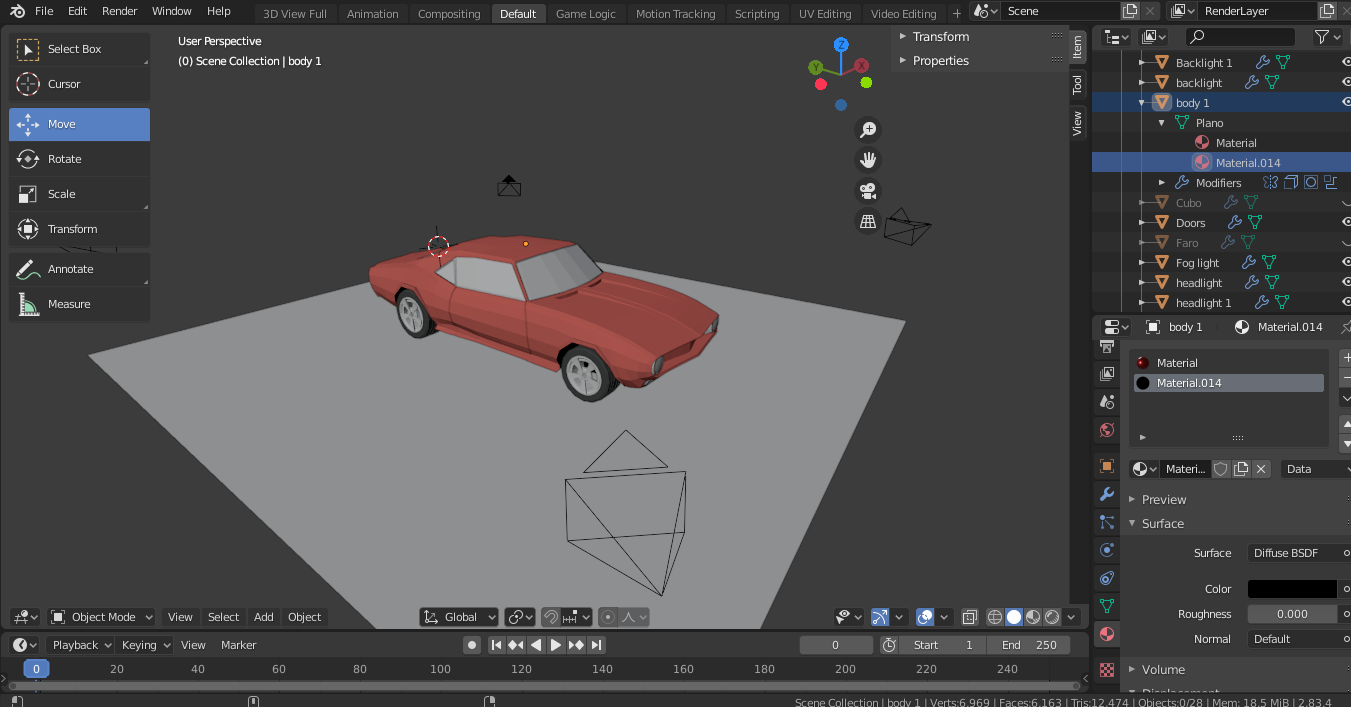 File Edit Render Window Help 3D View Full Animation Compositing Default Game Logic Motion Tracking Scripting UV Editing Video Editing + Scene RenderLayer
Select Box
Cursor
Move
Rotate
Scale
Transform
Annotate
Measure
User Perspective
(0) Scene Collection | body 1
Z
Y
X
Transform
Properties
Item
Tool
View
Backlight 1
backlight
body 1
Plano
Material
Material.014
Modifiers
Cubo
Doors
Faro
Fog light
headlight
headlight 1
body 1 Material.014
Material
Material.014
Materi... Data
Preview
Surface
Surface Diffuse BSDF
Color
Roughness 0.000
Normal Default
Volume
Displacement
Object Mode View Select Add Object Global
Playback Keying View Marker 0 Start 1 End 250
0 20 40 60 80 100 120 140 160 180 200 220 240
Scene Collection | body 1 | Verts:6.969 | Faces:6.163 | Tris:12.474 | Objects:0/28 | Mem: 18.5 MiB | 2.83.4